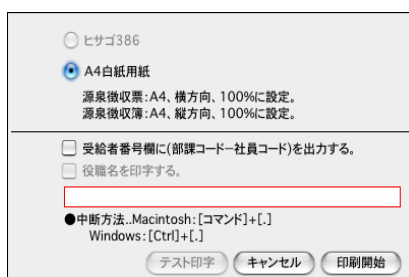 ヒサゴ386
A4白紙用紙
源泉徴収票:A4、横方向、100%に設定。
源泉徴収簿:A4、縦方向、100%に設定。
受給者番号欄に(部課コード−社員コード)を出力する。
役職名を印字する。
●中断方法..Macintosh:[コマンド]+[.]
Windows:[Ctrl]+[.]
テスト印字 キャンセル 印刷開始